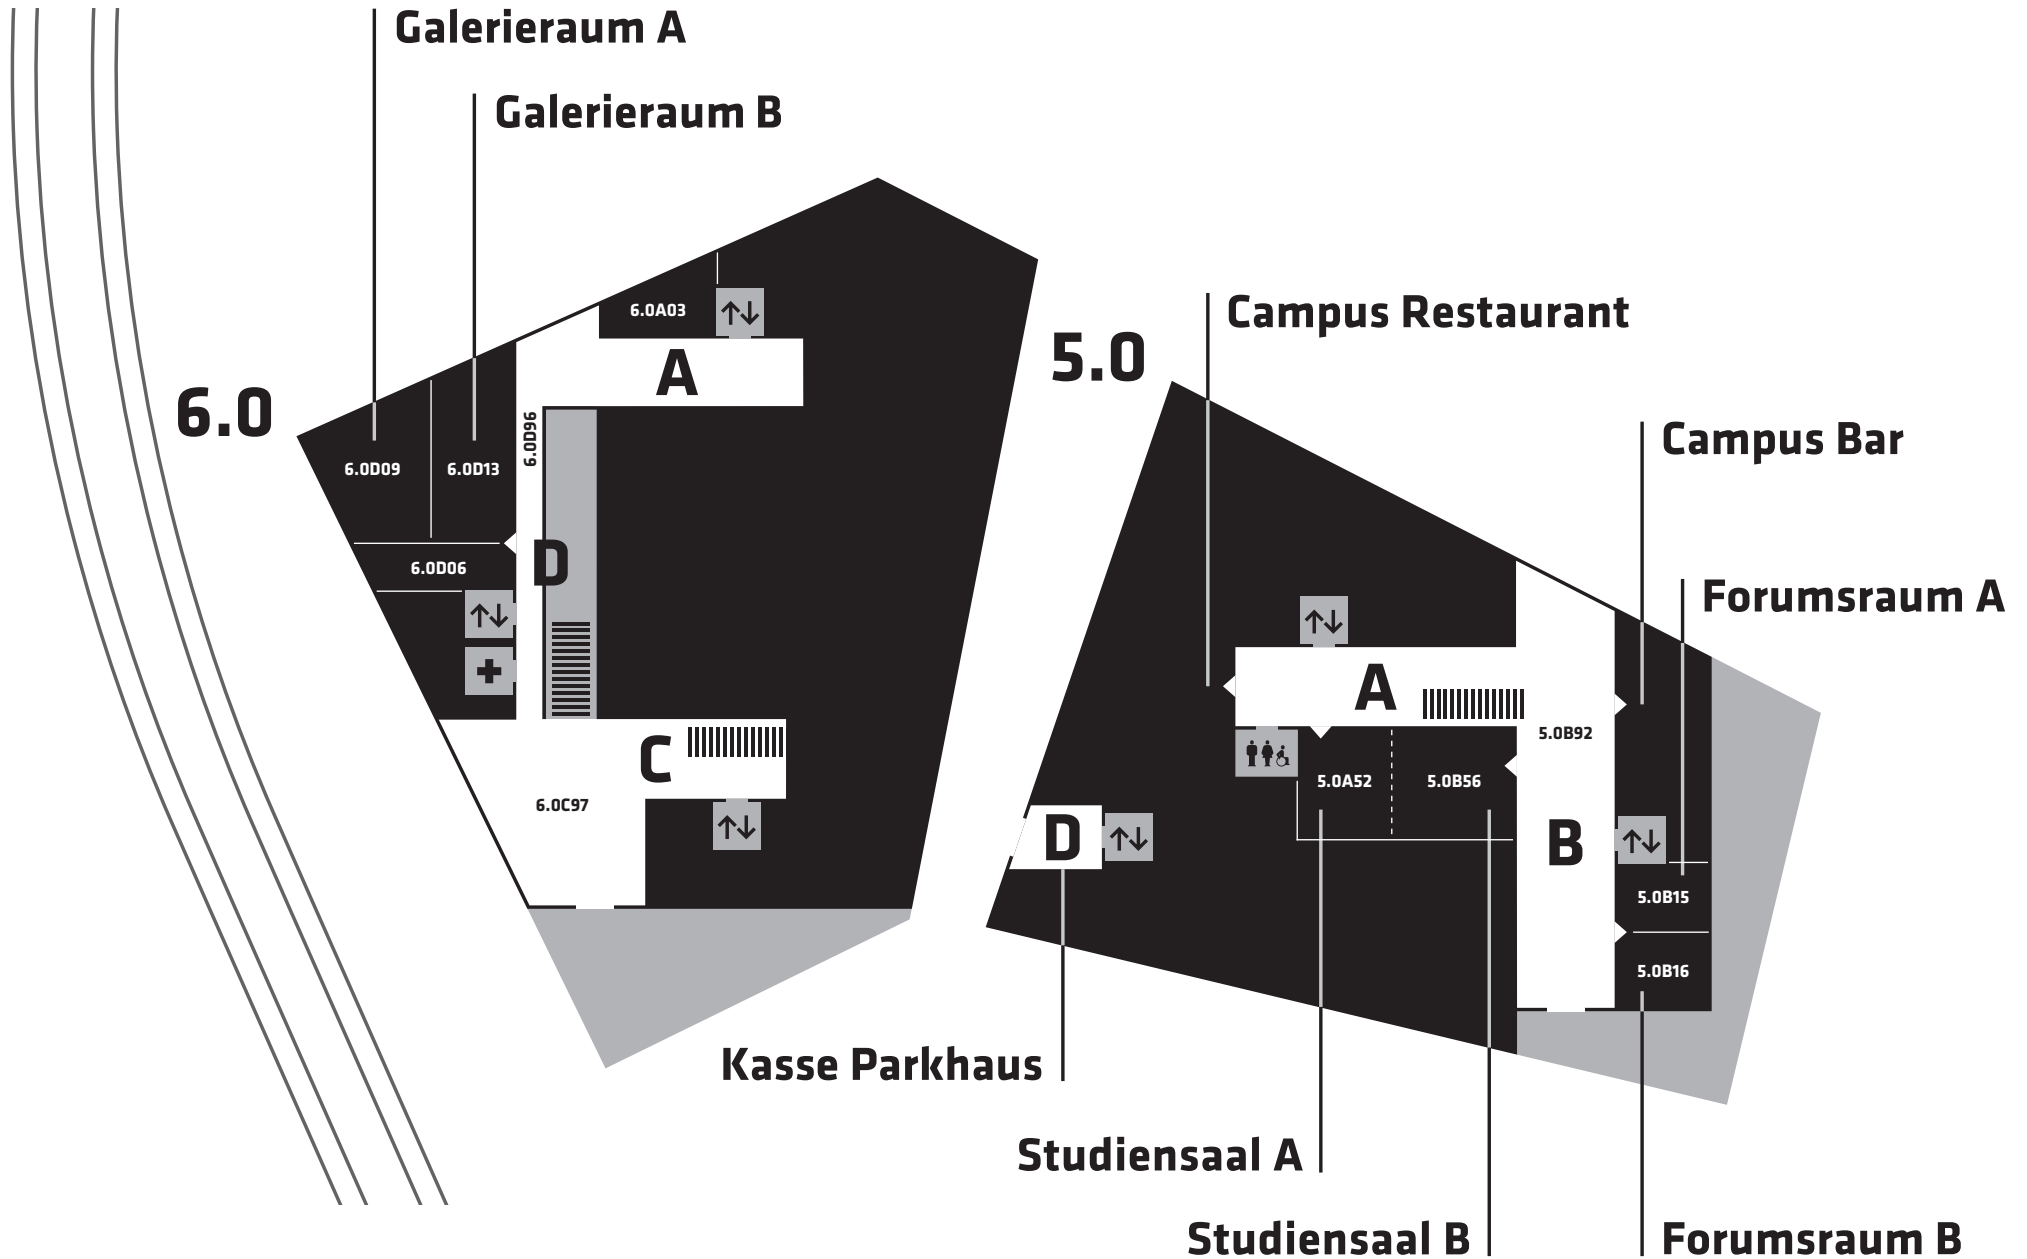 Galerieraum A
Galerieraum B
6.0A03
A
5.0
Campus Restaurant
6.0
6.0D96
Campus Bar
6.0D09
6.0D13
D
6.0D06
Forumsraum A
A
5.0B92
C
6.0C97
5.0A52
5.0B56
D
B
5.0B15
5.0B16
Kasse Parkhaus
Studiensaal A
Studiensaal B
Forumsraum B